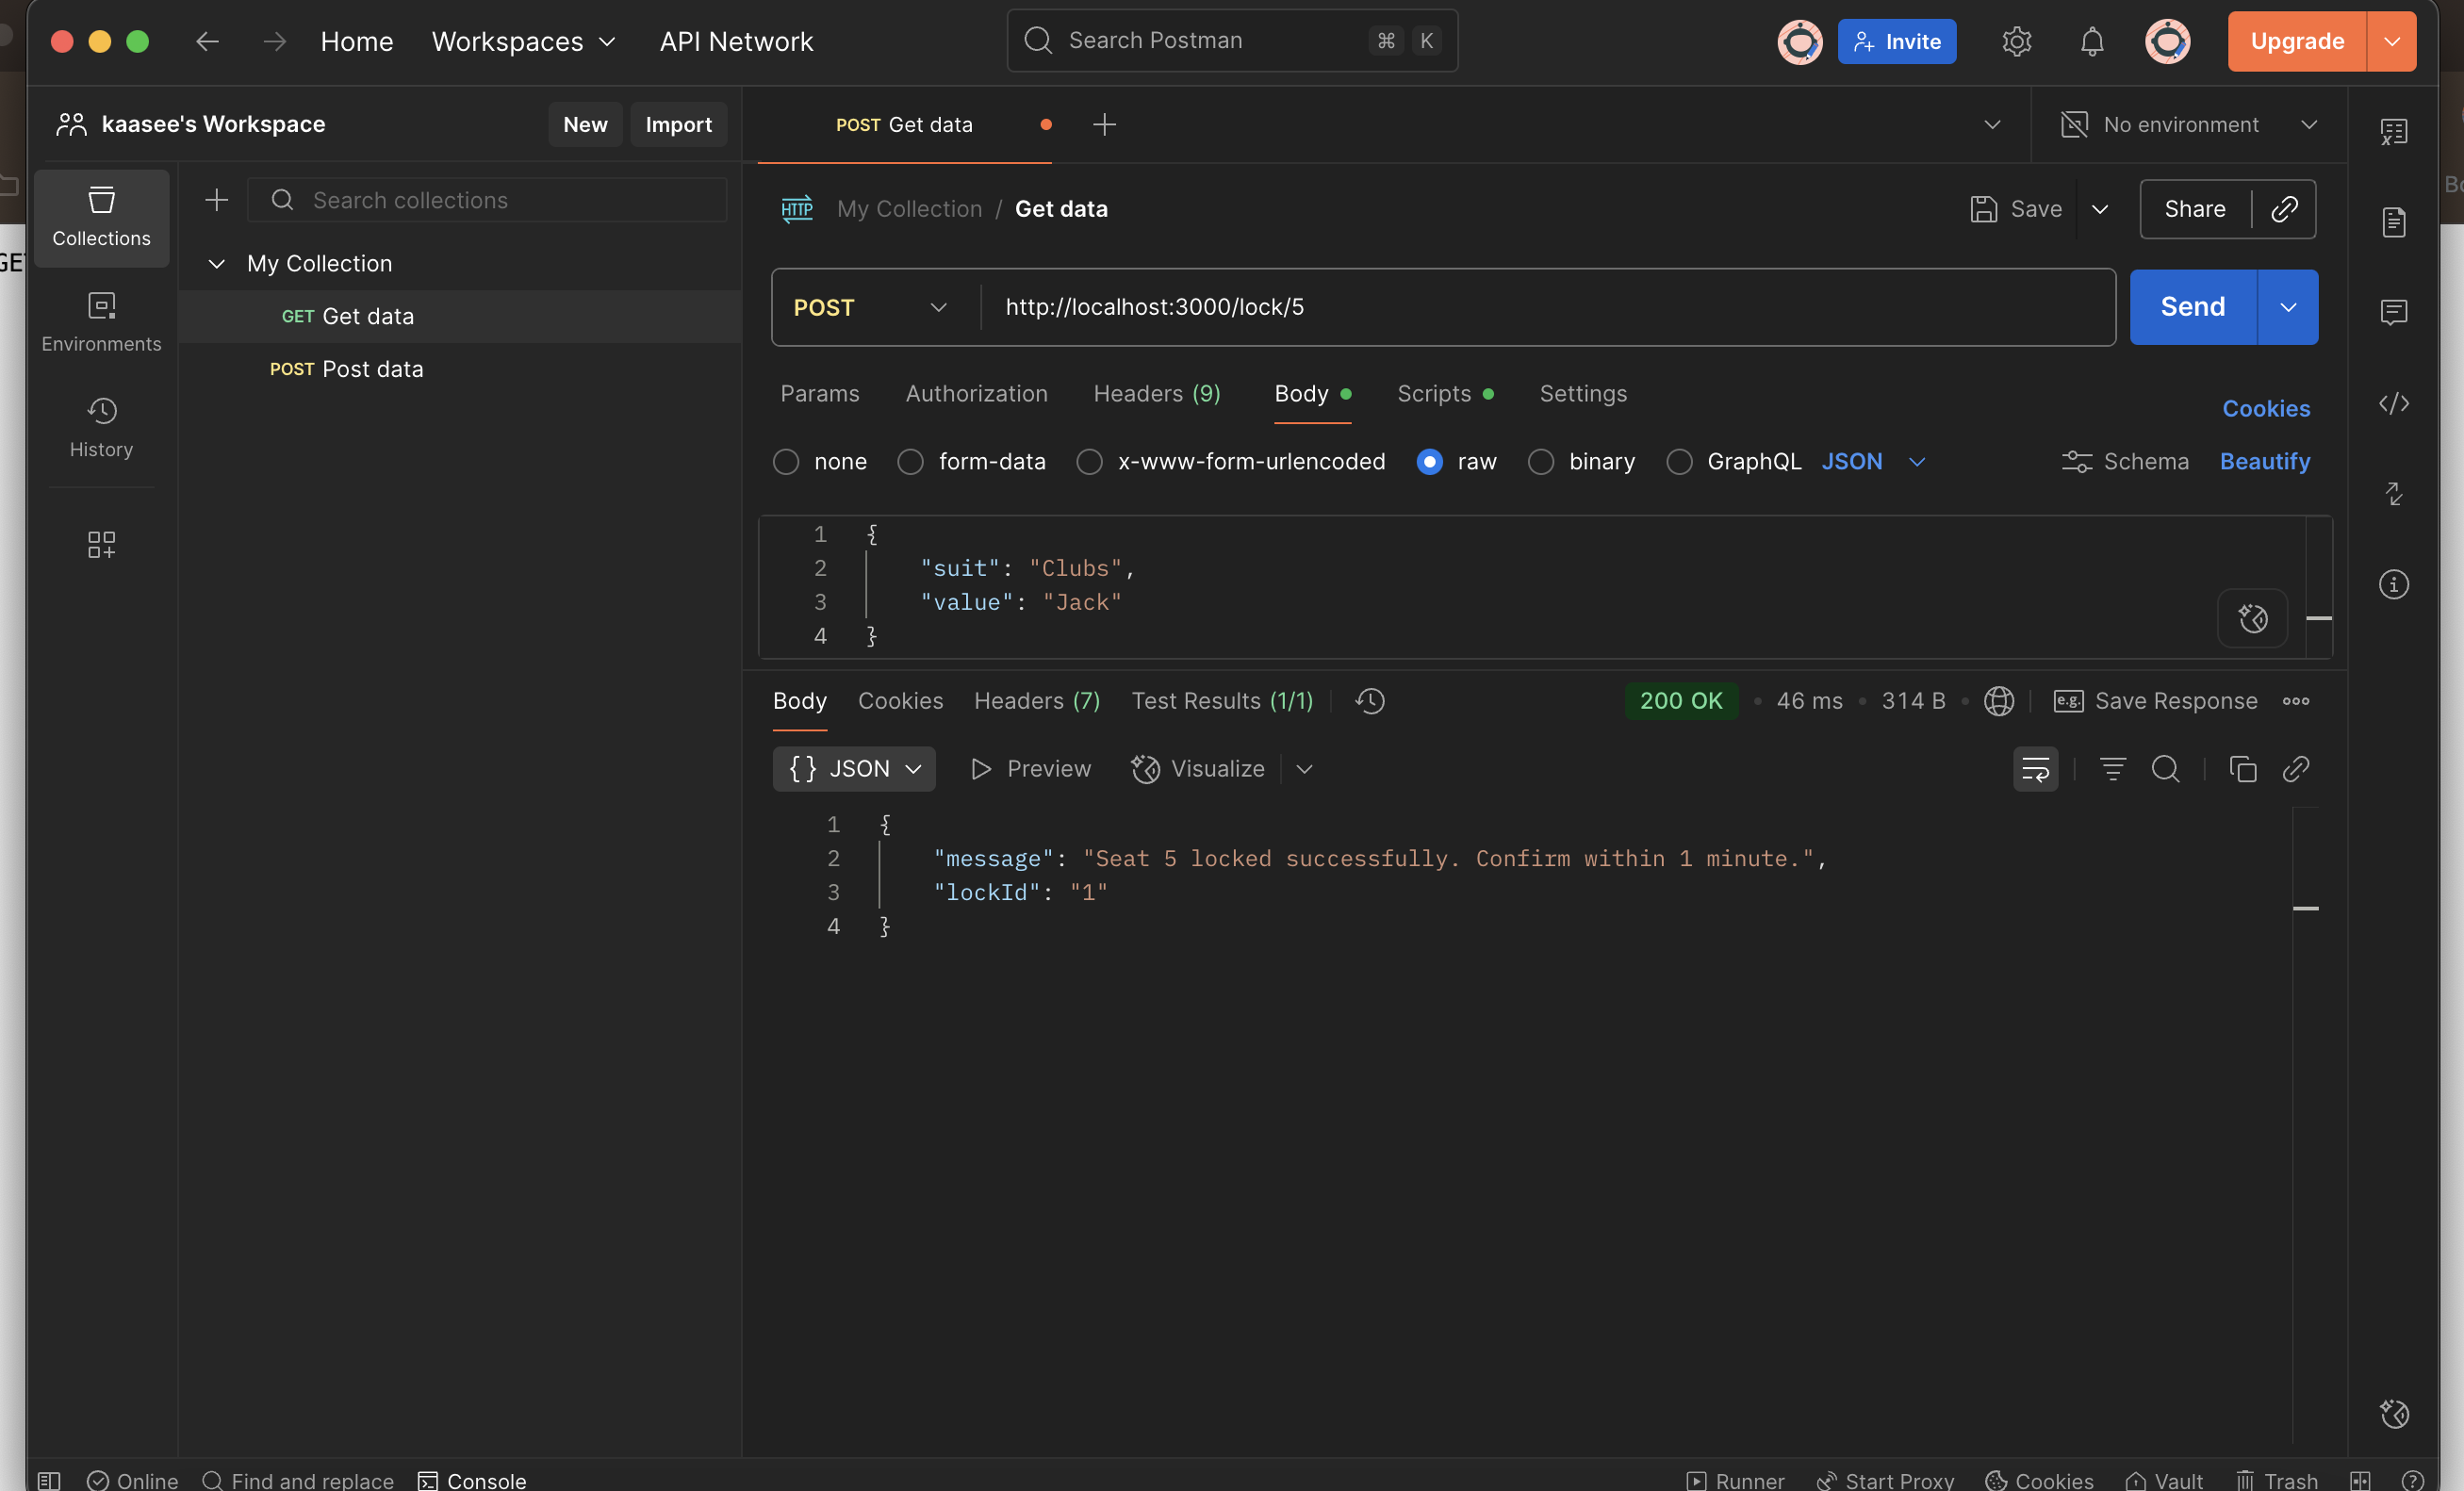 Home Workspaces API Network
Search Postman ⌘ K
Invite
Upgrade
kaasee's Workspace
New Import
POST Get data
No environment
Collections
Search collections
My Collection
GET Get data
POST Post data
Environments
History
HTTP My Collection / Get data
Save
Share
POST http://localhost:3000/lock/5
Send
Params Authorization Headers (9) Body Scripts Settings
Cookies
none form-data x-www-form-urlencoded raw binary GraphQL JSON
Schema Beautify
1 {
2 "suit": "Clubs",
3 "value": "Jack"
4 }
Body Cookies Headers (7) Test Results (1/1)
200 OK • 46 ms • 314 B •
e.g. Save Response
{} JSON Preview Visualize
1 {
2 "message": "Seat 5 locked successfully. Confirm within 1 minute.",
3 "lockId": "1"
4 }
Online Find and replace Console
Runner Start Proxy Cookies Vault Trash